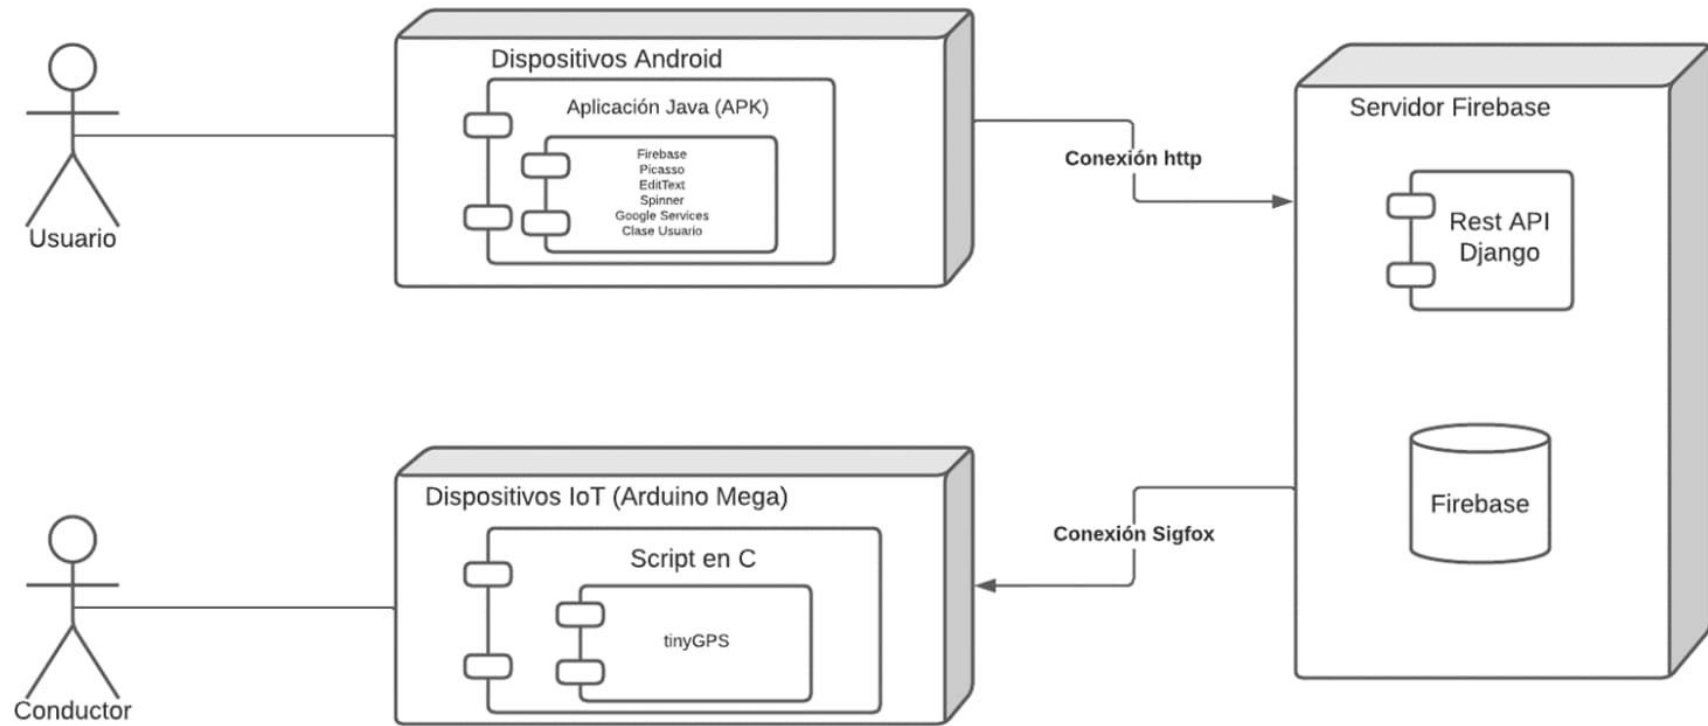 Dispositivos Android
Aplicación Java (APK)
Firebase
Picasso
EditText
Spinner
Google Services
Clase Usuario
Usuario
Conexión http
Servidor Firebase
Rest API
Django
Firebase
Dispositivos IoT (Arduino Mega)
Script en C
tinyGPS
Conexión Sigfox
Conductor